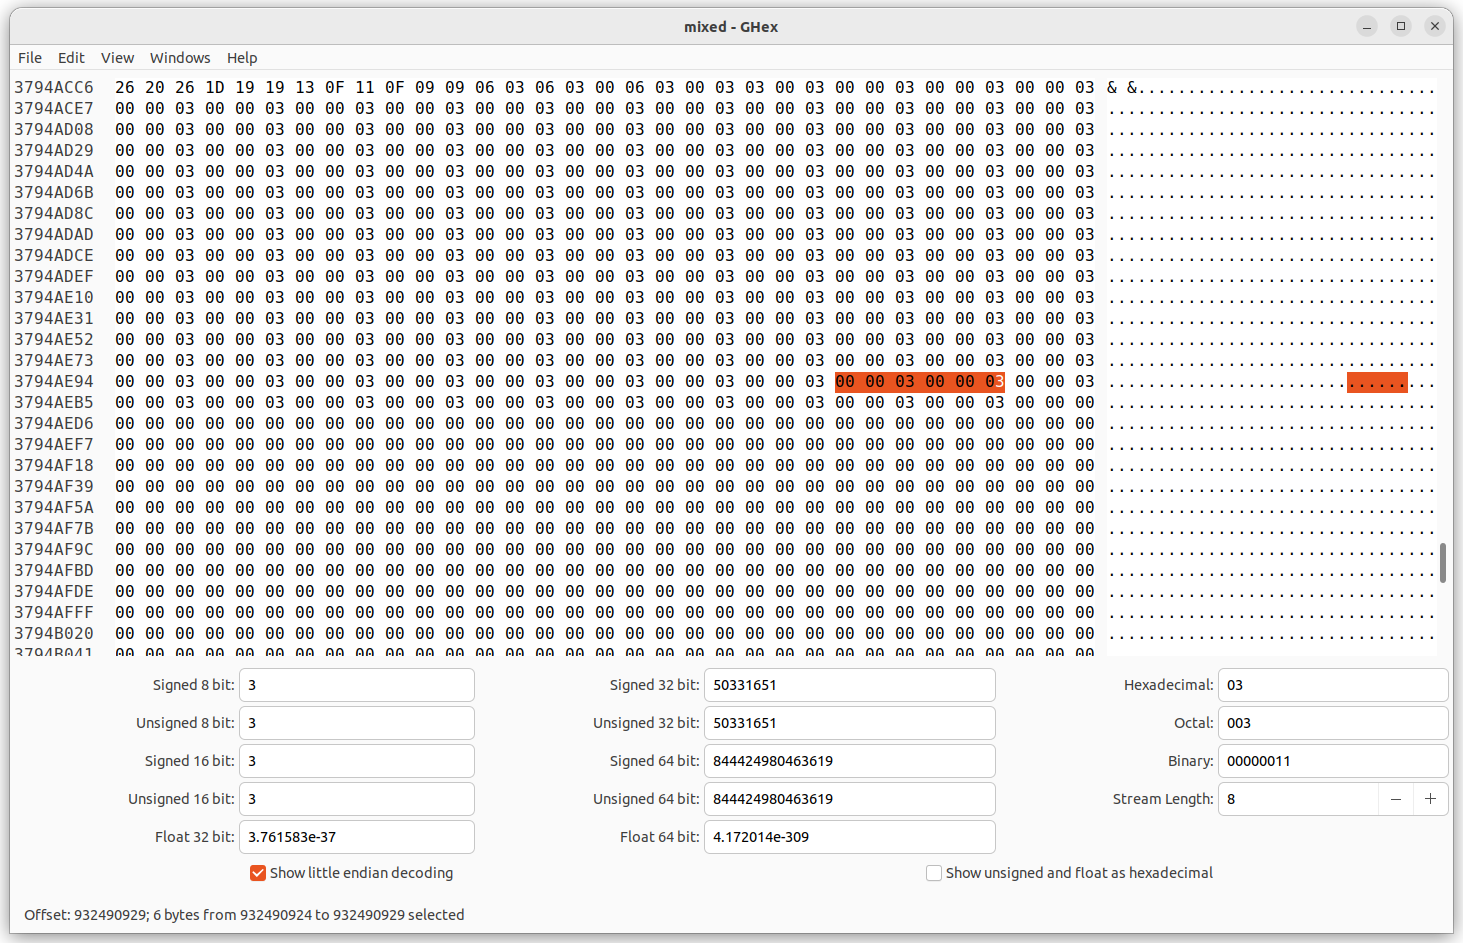 mixed - GHex
File Edit View Windows Help
3794ACC6 26 20 26 1D 19 19 13 0F 11 0F 09 09 06 03 06 03 00 06 03 00 03 03 00 03 00 00 03 00 00 03 00 00 03 & &..............................
3794ACE7 00 00 03 00 00 03 00 00 03 00 00 03 00 00 03 00 00 03 00 00 03 00 00 03 00 00 03 00 00 03 00 00 03 .................................
3794AD08 00 00 03 00 00 03 00 00 03 00 00 03 00 00 03 00 00 03 00 00 03 00 00 03 00 00 03 00 00 03 00 00 03 .................................
3794AD29 00 00 03 00 00 03 00 00 03 00 00 03 00 00 03 00 00 03 00 00 03 00 00 03 00 00 03 00 00 03 00 00 03 .................................
3794AD4A 00 00 03 00 00 03 00 00 03 00 00 03 00 00 03 00 00 03 00 00 03 00 00 03 00 00 03 00 00 03 00 00 03 .................................
3794AD6B 00 00 03 00 00 03 00 00 03 00 00 03 00 00 03 00 00 03 00 00 03 00 00 03 00 00 03 00 00 03 00 00 03 .................................
3794AD8C 00 00 03 00 00 03 00 00 03 00 00 03 00 00 03 00 00 03 00 00 03 00 00 03 00 00 03 00 00 03 00 00 03 .................................
3794ADAD 00 00 03 00 00 03 00 00 03 00 00 03 00 00 03 00 00 03 00 00 03 00 00 03 00 00 03 00 00 03 00 00 03 .................................
3794ADCE 00 00 03 00 00 03 00 00 03 00 00 03 00 00 03 00 00 03 00 00 03 00 00 03 00 00 03 00 00 03 00 00 03 .................................
3794ADEF 00 00 03 00 00 03 00 00 03 00 00 03 00 00 03 00 00 03 00 00 03 00 00 03 00 00 03 00 00 03 00 00 03 .................................
3794AE10 00 00 03 00 00 03 00 00 03 00 00 03 00 00 03 00 00 03 00 00 03 00 00 03 00 00 03 00 00 03 00 00 03 .................................
3794AE31 00 00 03 00 00 03 00 00 03 00 00 03 00 00 03 00 00 03 00 00 03 00 00 03 00 00 03 00 00 03 00 00 03 .................................
3794AE52 00 00 03 00 00 03 00 00 03 00 00 03 00 00 03 00 00 03 00 00 03 00 00 03 00 00 03 00 00 03 00 00 03 .................................
3794AE73 00 00 03 00 00 03 00 00 03 00 00 03 00 00 03 00 00 03 00 00 03 00 00 03 00 00 03 00 00 03 00 00 03 .................................
3794AE94 00 00 03 00 00 03 00 00 03 00 00 03 00 00 03 00 00 03 00 00 03 00 00 03 00 00 03 00 00 03 00 00 03 .................................
3794AEB5 00 00 03 00 00 03 00 00 03 00 00 03 00 00 03 00 00 03 00 00 03 00 00 03 00 00 03 00 00 03 00 00 00 .................................
3794AED6 00 00 00 00 00 00 00 00 00 00 00 00 00 00 00 00 00 00 00 00 00 00 00 00 00 00 00 00 00 00 00 00 00 .................................
3794AEF7 00 00 00 00 00 00 00 00 00 00 00 00 00 00 00 00 00 00 00 00 00 00 00 00 00 00 00 00 00 00 00 00 00 .................................
3794AF18 00 00 00 00 00 00 00 00 00 00 00 00 00 00 00 00 00 00 00 00 00 00 00 00 00 00 00 00 00 00 00 00 00 .................................
3794AF39 00 00 00 00 00 00 00 00 00 00 00 00 00 00 00 00 00 00 00 00 00 00 00 00 00 00 00 00 00 00 00 00 00 .................................
3794AF5A 00 00 00 00 00 00 00 00 00 00 00 00 00 00 00 00 00 00 00 00 00 00 00 00 00 00 00 00 00 00 00 00 00 .................................
3794AF7B 00 00 00 00 00 00 00 00 00 00 00 00 00 00 00 00 00 00 00 00 00 00 00 00 00 00 00 00 00 00 00 00 00 .................................
3794AF9C 00 00 00 00 00 00 00 00 00 00 00 00 00 00 00 00 00 00 00 00 00 00 00 00 00 00 00 00 00 00 00 00 00 .................................
3794AFBD 00 00 00 00 00 00 00 00 00 00 00 00 00 00 00 00 00 00 00 00 00 00 00 00 00 00 00 00 00 00 00 00 00 .................................
3794AFDE 00 00 00 00 00 00 00 00 00 00 00 00 00 00 00 00 00 00 00 00 00 00 00 00 00 00 00 00 00 00 00 00 00 .................................
3794AFFF 00 00 00 00 00 00 00 00 00 00 00 00 00 00 00 00 00 00 00 00 00 00 00 00 00 00 00 00 00 00 00 00 00 .................................
3794B020 00 00 00 00 00 00 00 00 00 00 00 00 00 00 00 00 00 00 00 00 00 00 00 00 00 00 00 00 00 00 00 00 00 .................................
3794B041 00 00 00 00 00 00 00 00 00 00 00 00 00 00 00 00 00 00 00 00 00 00 00 00 00 00 00 00 00 00 00 00 00
Signed 8 bit: 3 Signed 32 bit: 50331651 Hexadecimal: 03
Unsigned 8 bit: 3 Unsigned 32 bit: 50331651 Octal: 003
Signed 16 bit: 3 Signed 64 bit: 844424980463619 Binary: 00000011
Unsigned 16 bit: 3 Unsigned 64 bit: 844424980463619 Stream Length: 8
Float 32 bit: 3.761583e-37 Float 64 bit: 4.172014e-309
Show little endian decoding Show unsigned and float as hexadecimal
Offset: 932490929; 6 bytes from 932490924 to 932490929 selected